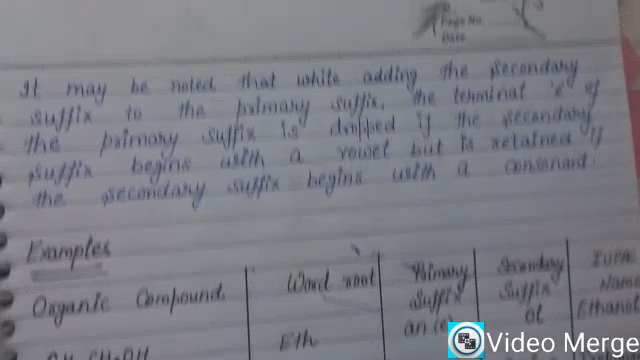 Page No
Date
It may be noted that while adding the secondary
suffix to the primary suffix, the terminal 'e' of
the primary suffix is dropped if the secondary
suffix begins with a vowel but is retained if
the secondary suffix begins with a consonant.
Examples
Organic Compound Word root Primary Suffix Secondary Suffix IUPAC Name
Eth an(e) ol Ethanol
Video Merge